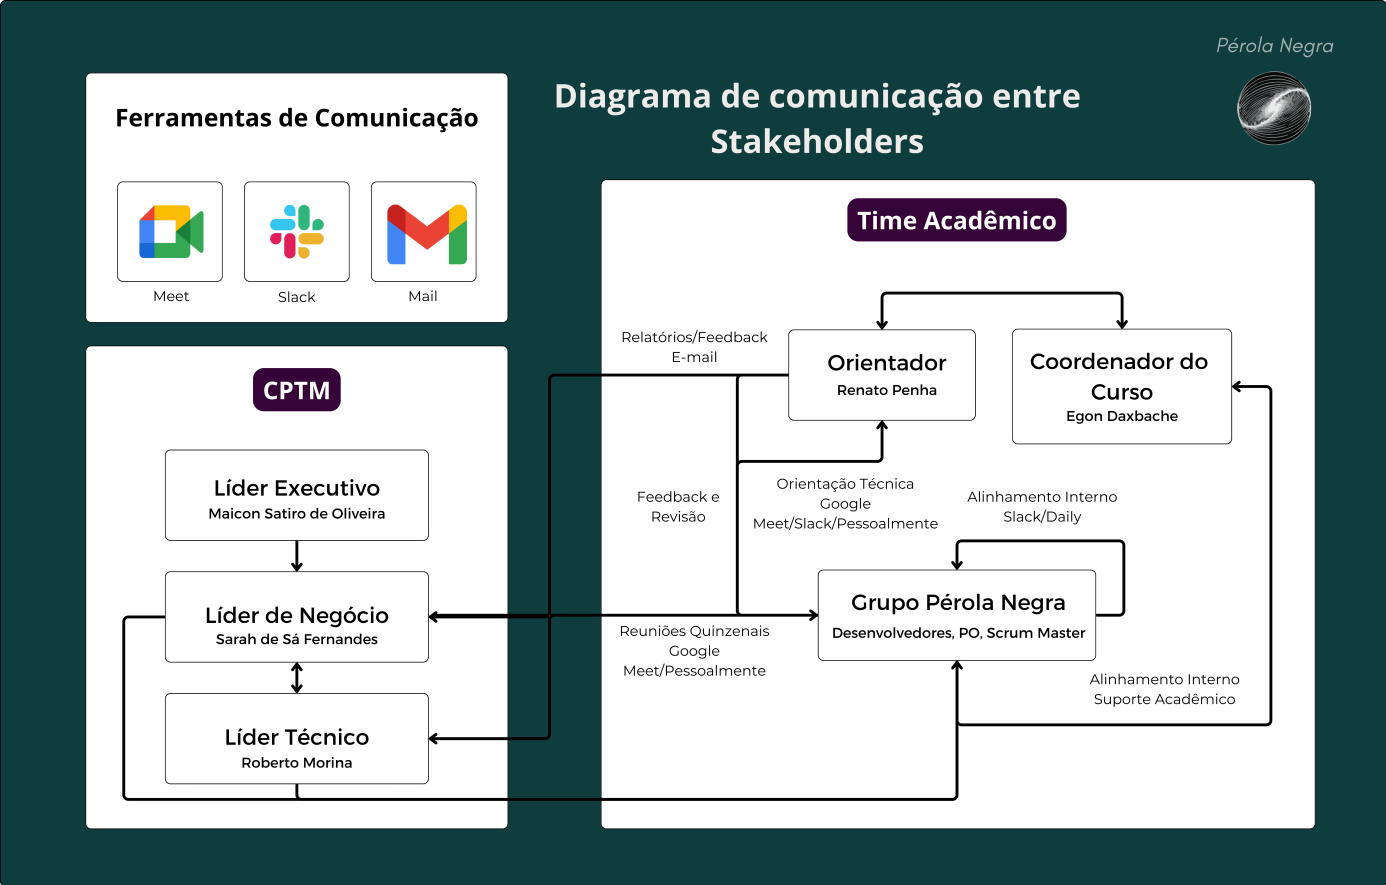 Pérola Negra
Diagrama de comunicação entre
Stakeholders
Ferramentas de Comunicação
Meet
Slack
Mail
CPTM
Líder Executivo
Maicon Satiro de Oliveira
Líder de Negócio
Sarah de Sá Fernandes
Líder Técnico
Roberto Morina
Time Acadêmico
Relatórios/Feedback
E-mail
Orientador
Renato Penha
Coordenador do
Curso
Egon Daxbache
Feedback e
Revisão
Orientação Técnica
Google
Meet/Slack/Pessoalmente
Alinhamento Interno
Slack/Daily
Grupo Pérola Negra
Desenvolvedores, PO, Scrum Master
Reuniões Quinzenais
Google
Meet/Pessoalmente
Alinhamento Interno
Suporte Acadêmico